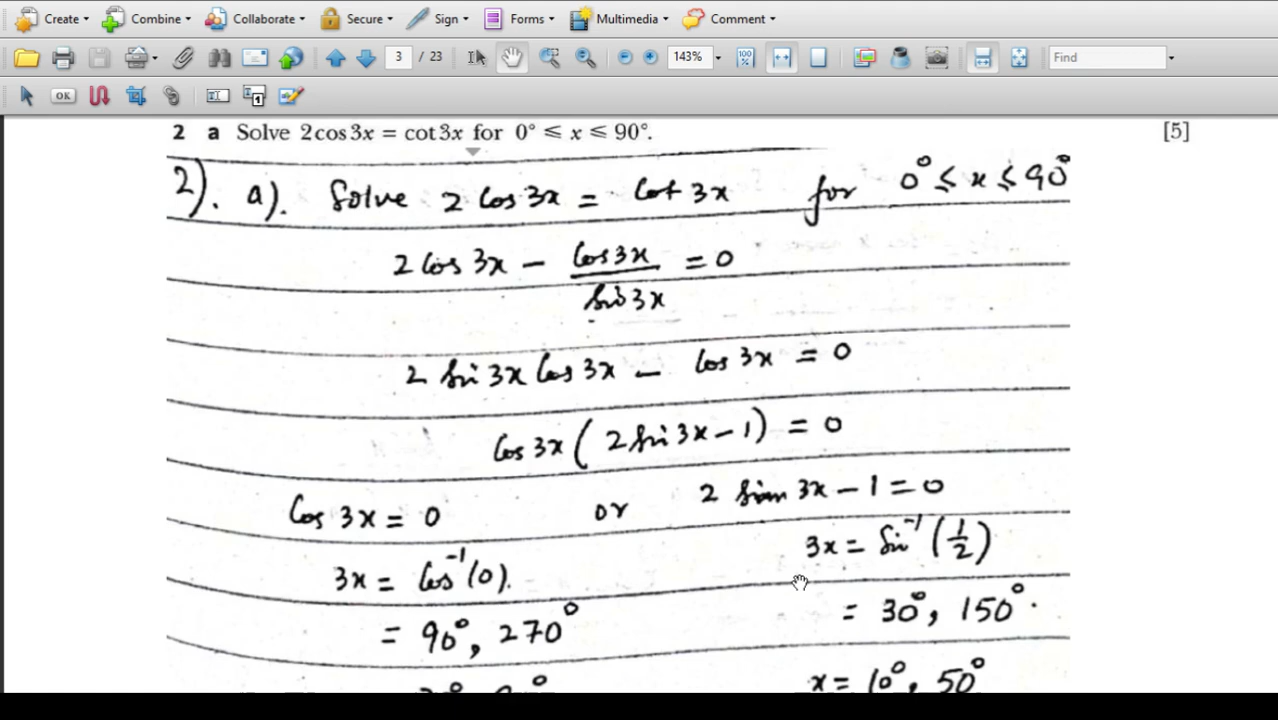 Create Combine Collaborate Secure Sign Forms Multimedia Comment
3 / 23 143% Find
OK
2 a Solve 2 cos 3x = cot 3x for 0° ⩽ x ⩽ 90°. [5]
2). a). Solve 2 Cos 3x = Cot 3x for 0° ≤ x ≤ 90°
2 Cos 3x − Cos3x / Sin 3x = 0
2 Sin 3x Cos 3x − Cos 3x = 0
Cos 3x ( 2 Sin 3x − 1) = 0
Cos 3x = 0 or 2 Sin 3x − 1 = 0
3x = Sin⁻¹ (1/2)
3x = Cos⁻¹ (0).
= 30°, 150°.
= 90°, 270°
x = 10°, 50°